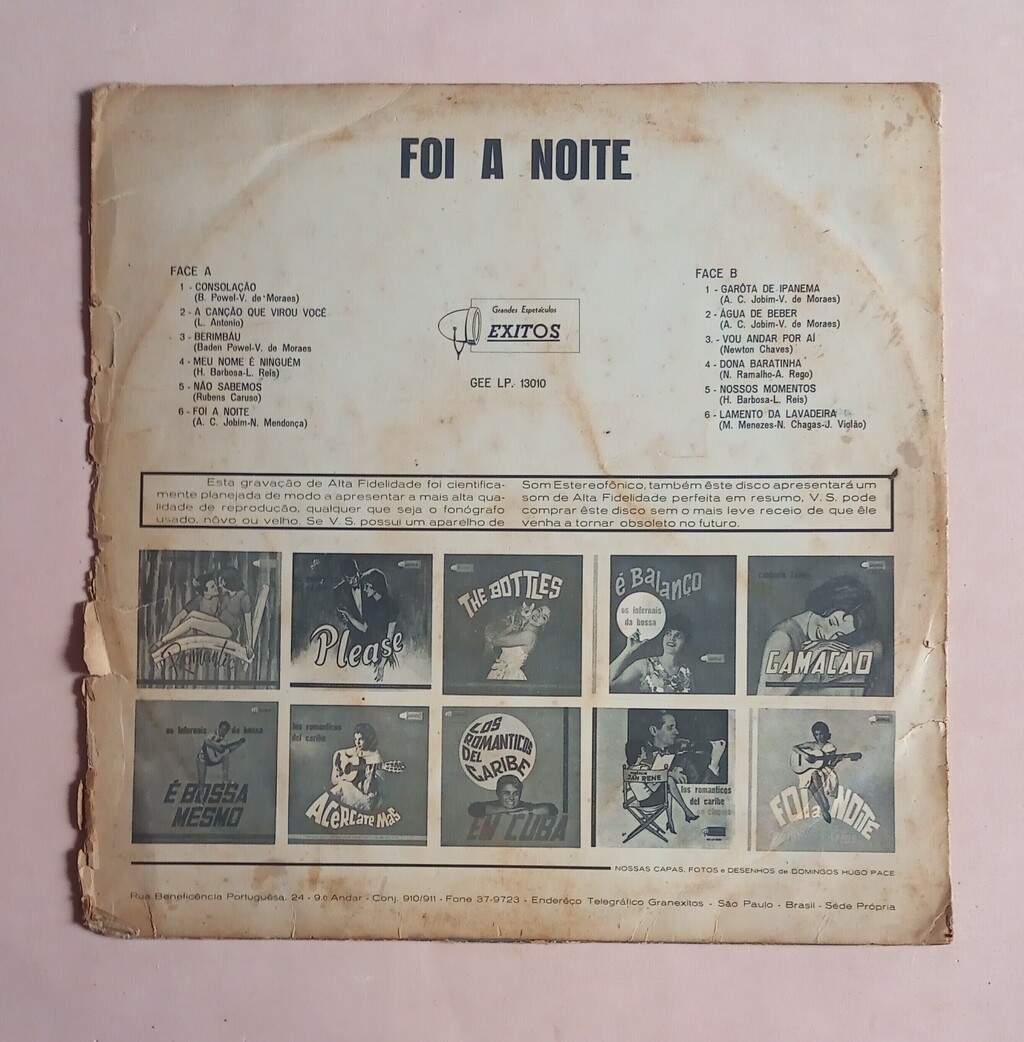 FOI A NOITE
FACE A
1 - CONSOLAÇÃO
(B. Powel-V. de Moraes)
2 - A CANÇÃO QUE VIROU VOCÊ
(L. Antonio)
3 - BERIMBÁU
(Baden Powel-V. de Moraes
4 - MEU NOME É NINGUÉM
(H. Barbosa-L. Reis)
5 - NÃO SABEMOS
(Rubens Caruso)
6 - FOI A NOITE
(A. C. Jobim-N. Mendonça)
Grandes Espetáculos
EXITOS
GEE LP. 13010
FACE B
1 - GARÔTA DE IPANEMA
(A. C. Jobim-V. de Moraes)
2 - ÁGUA DE BEBER
(A. C. Jobim-V. de Moraes)
3. - VOU ANDAR POR AÍ
(Newton Chaves)
4 - DONA BARATINHA
(N. Ramalho-A. Rego)
5 - NOSSOS MOMENTOS
(H. Barbosa-L. Reis)
6 - LAMENTO DA LAVADEIRA
(M. Menezes-N. Chagas-J. Violão)
Esta gravação de Alta Fidelidade foi cientifica-
mente planejada de modo a apresentar a mais alta qua-
lidade de reprodução, qualquer que seja o fonógrafo
usado, nôvo ou velho. Se V. S. possui um aparelho de
Som Estereofônico, também êste disco apresentará um
som de Alta Fidelidade perfeita em resumo, V. S. pode
comprar êste disco sem o mais leve receio de que êle
venha a tornar obsoleto no futuro.
Please
THE BOTTLES
é BALANÇO
os infernais
da bossa
GAMAÇÃO
os infernais da bossa
É BOSSA
MESMO
los romanticos
del caribe
ACERCATE MAS
LOS
ROMANTICOS
DEL
CARIBE
EN CUBA
JAN RENE
los romanticos
del caribe
FOI a NOITE
NOSSAS CAPAS, FOTOS e DESENHOS de DOMINGOS HUGO PACE
Rua Beneficência Portuguêsa, 24 - 9.º Andar - Conj. 910/911 - Fone 37-9723 - Enderêço Telegráfico Granexitos - São Paulo - Brasil - Séde Própria